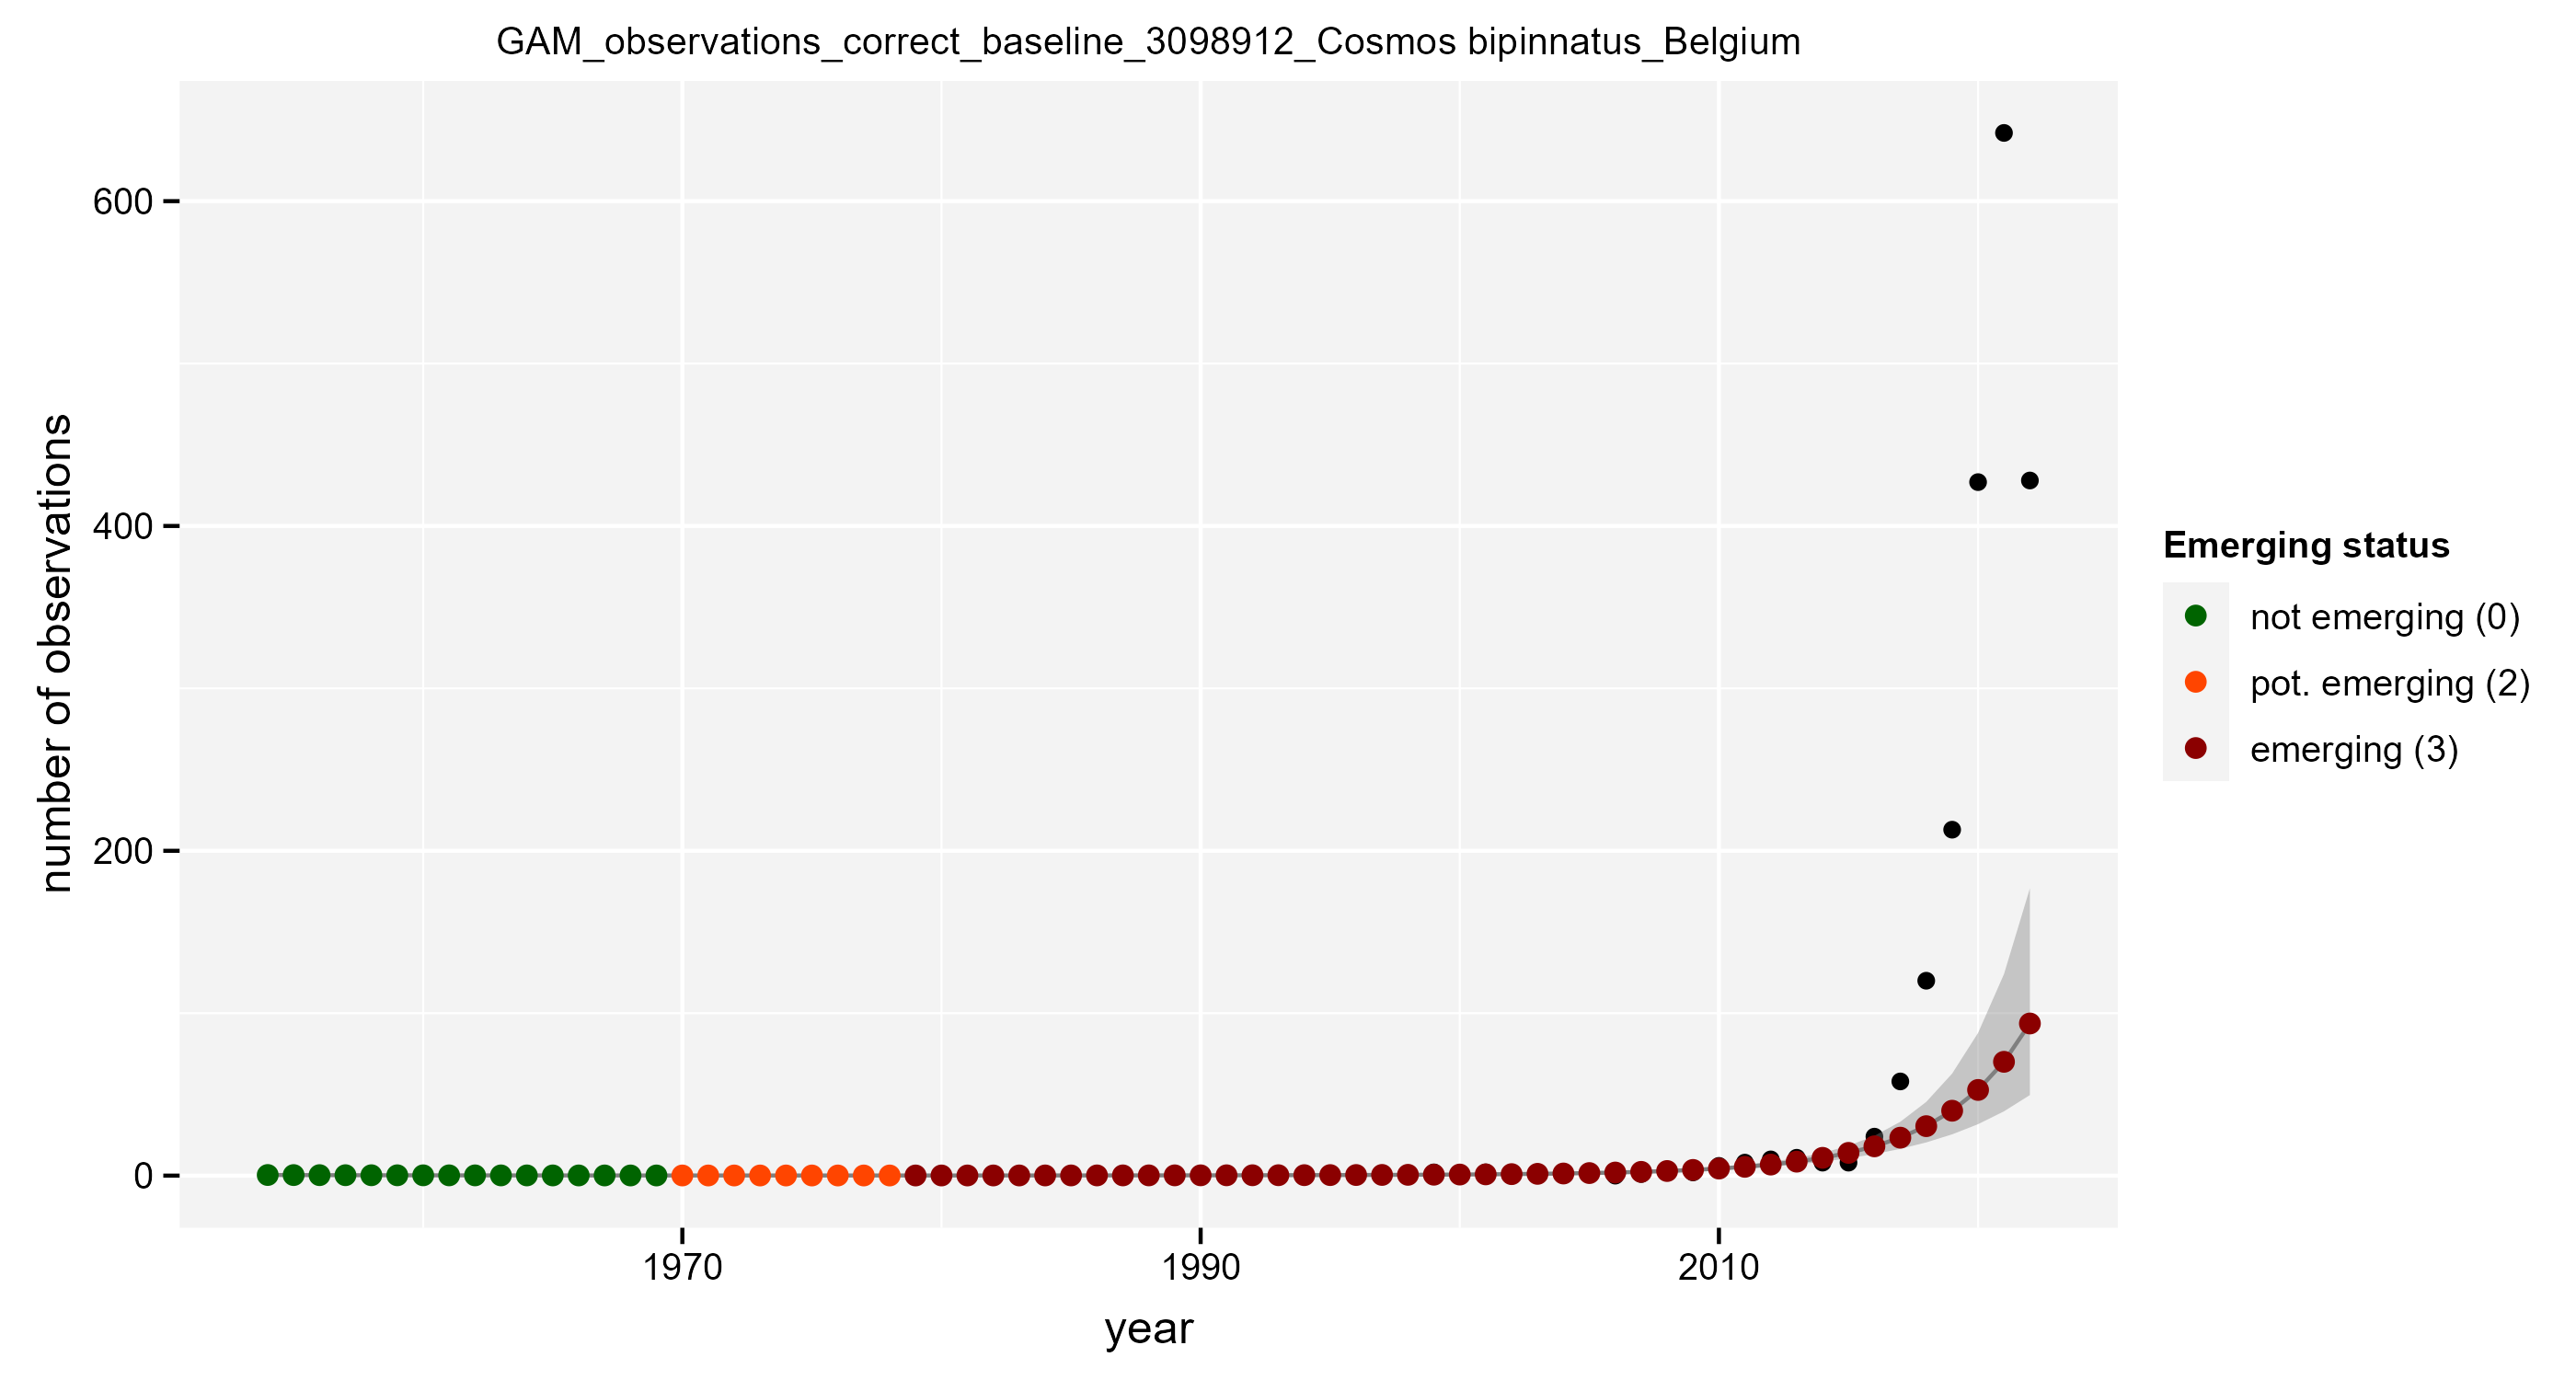 GAM_observations_correct_baseline_3098912_Cosmos bipinnatus_Belgium
number of observations
600
400
200
0
1970
1990
2010
year
Emerging status
not emerging (0)
pot. emerging (2)
emerging (3)